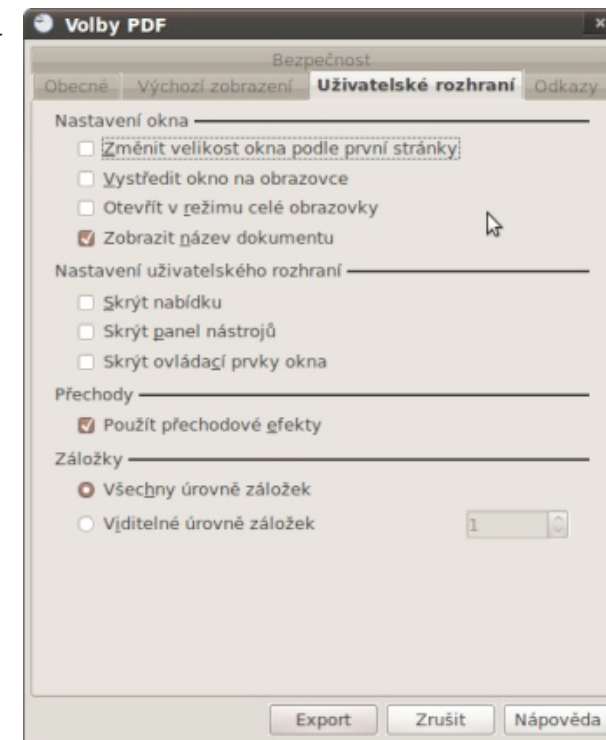 Volby PDF
Bezpečnost
Obecné Výchozí zobrazení Uživatelské rozhraní Odkazy
Nastavení okna
Změnit velikost okna podle první stránky
Vystředit okno na obrazovce
Otevřít v režimu celé obrazovky
Zobrazit název dokumentu
Nastavení uživatelského rozhraní
Skrýt nabídku
Skrýt panel nástrojů
Skrýt ovládací prvky okna
Přechody
Použít přechodové efekty
Záložky
Všechny úrovně záložek
Viditelné úrovně záložek 1
Export Zrušit Nápověda